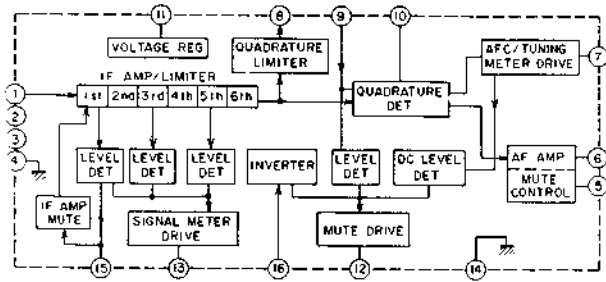 11
8
9
10
VOLTAGE REG
QUADRATURE
LIMITER
AFC/TUNING
METER DRIVE
7
IF AMP/LIMITER
1
1st 2nd 3rd 4th 5th 6th
QUADRATURE
DET
2
3
4
LEVEL
DET
LEVEL
DET
LEVEL
DET
INVERTER
LEVEL
DET
DC LEVEL
DET
AF AMP
6
MUTE
CONTROL
5
IF AMP
MUTE
SIGNAL METER
DRIVE
MUTE DRIVE
15
13
16
12
14